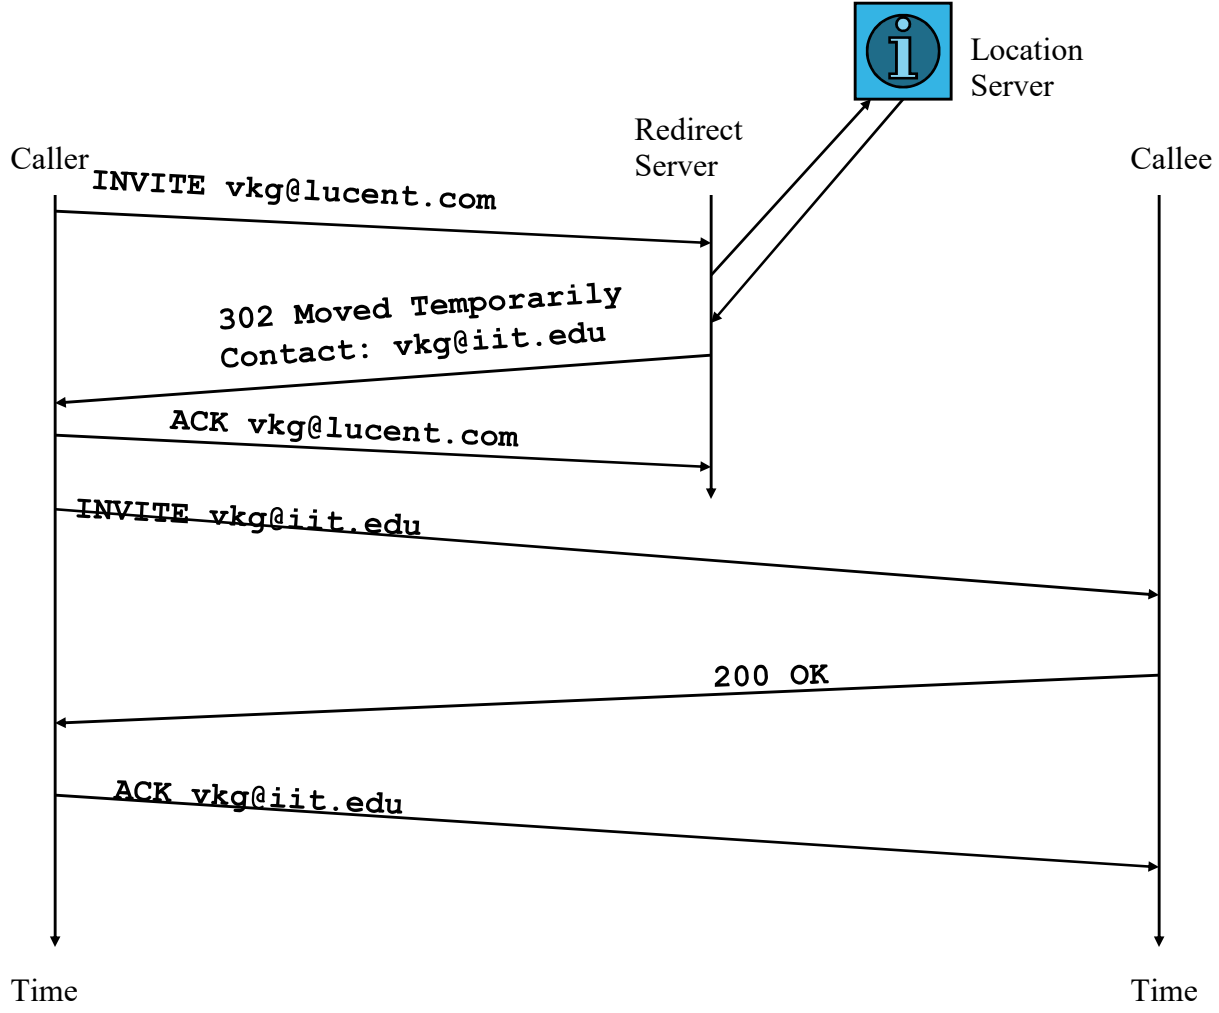 Location
Server
Redirect
Server
Caller
Callee
INVITE vkg@lucent.com
302 Moved Temporarily
Contact: vkg@iit.edu
ACK vkg@lucent.com
INVITE vkg@iit.edu
200 OK
ACK vkg@iit.edu
Time
Time